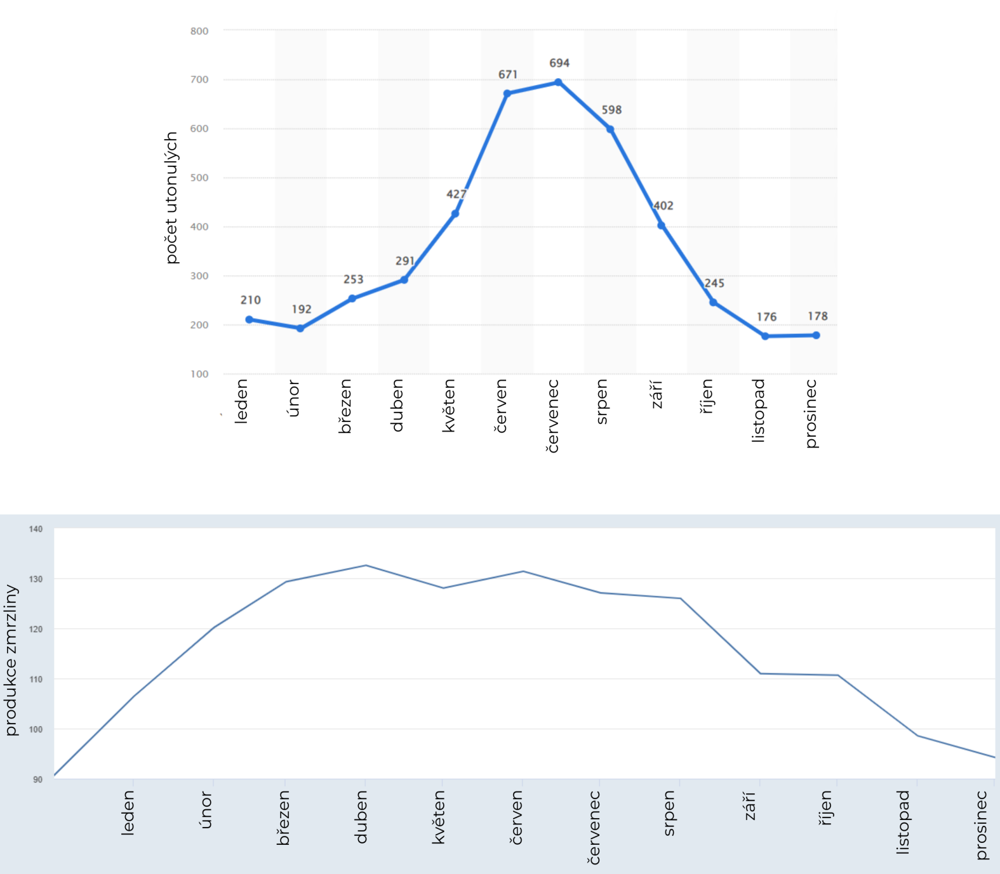 800
700
600
500
400
300
200
100
počet utonulých
210
192
253
291
427
671
694
598
402
245
176
178
leden
únor
březen
duben
květen
červen
červenec
srpen
září
říjen
listopad
prosinec
140
130
120
110
100
90
produkce zmrzliny
leden
únor
březen
duben
květen
červen
červenec
srpen
září
říjen
listopad
prosinec